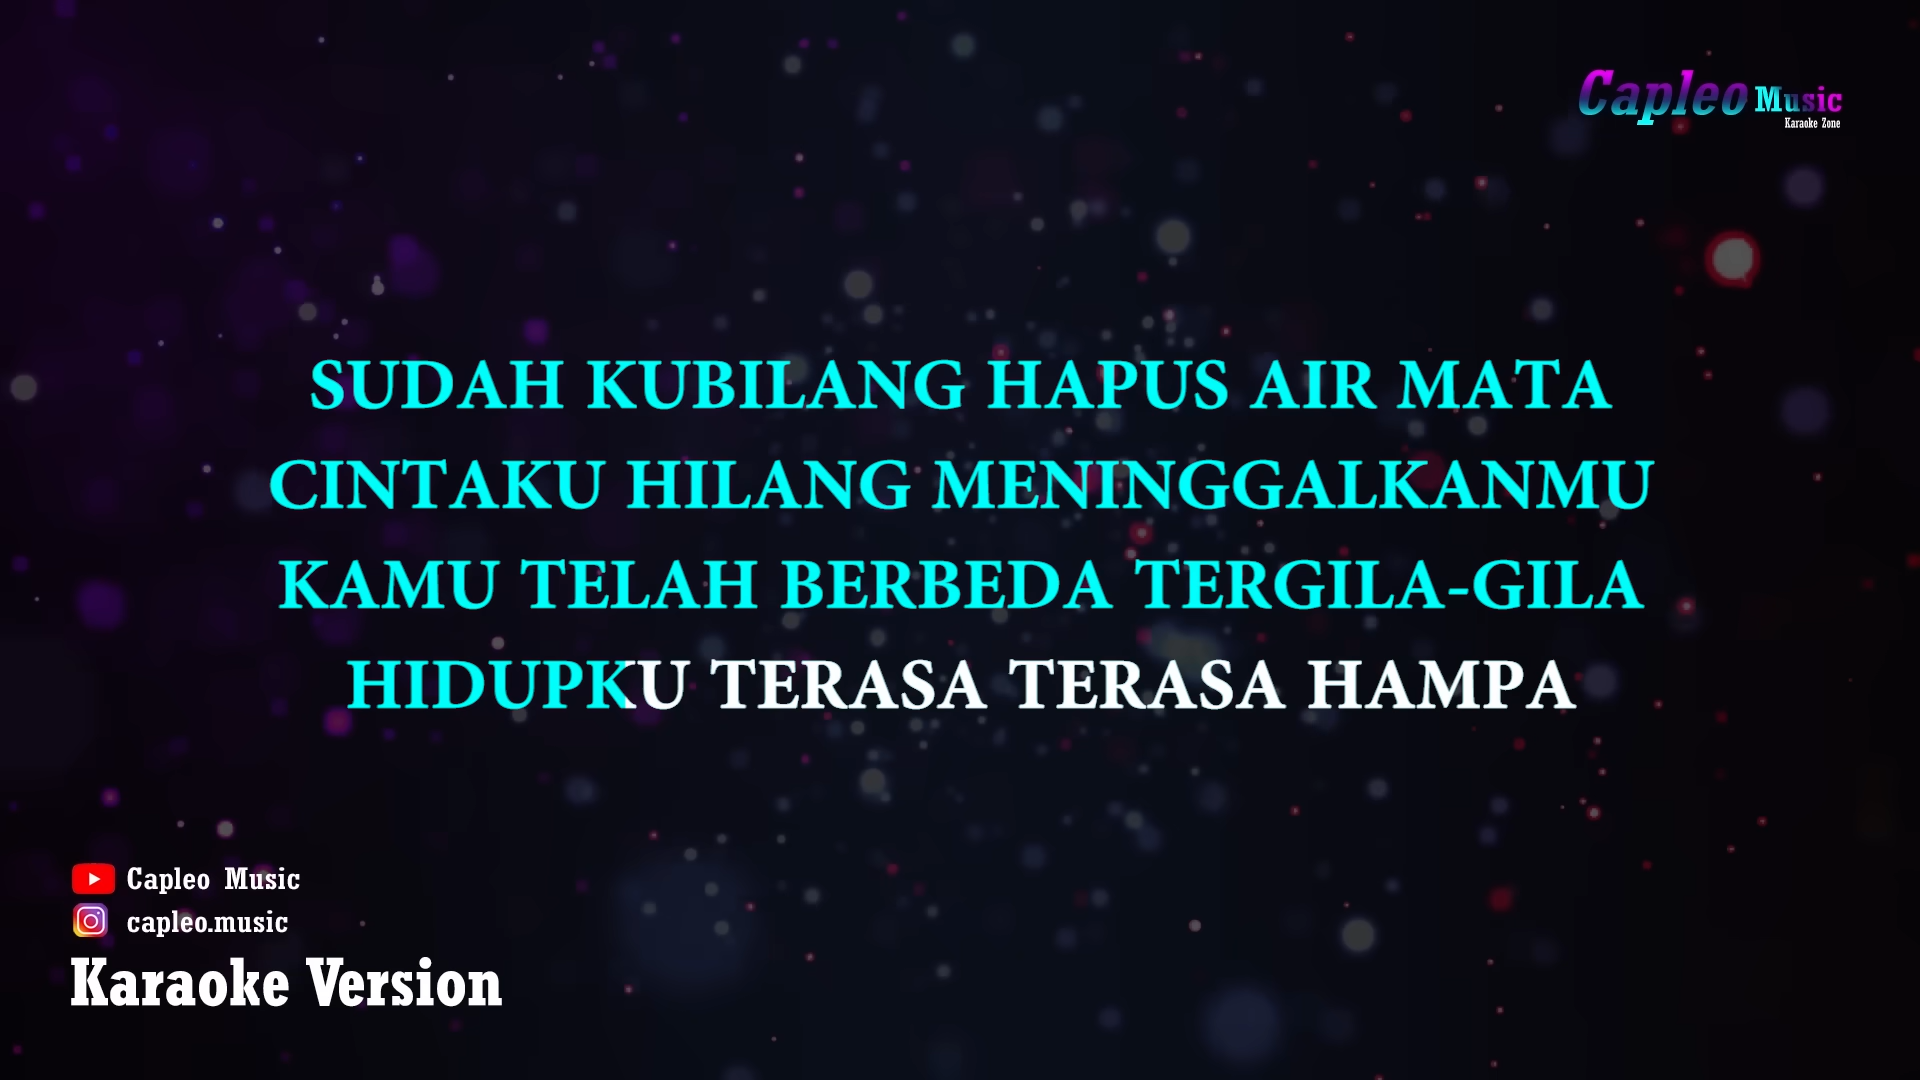 Capleo Music
Karaoke Zone
SUDAH KUBILANG HAPUS AIR MATA
CINTAKU HILANG MENINGGALKANMU
KAMU TELAH BERBEDA TERGILA-GILA
HIDUPKU TERASA TERASA HAMPA
Capleo Music
capleo.music
Karaoke Version